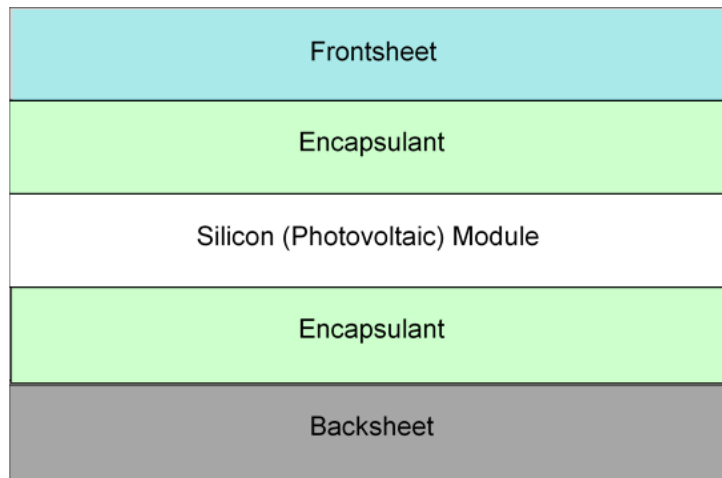 Frontsheet
Encapsulant
Silicon (Photovoltaic) Module
Encapsulant
Backsheet